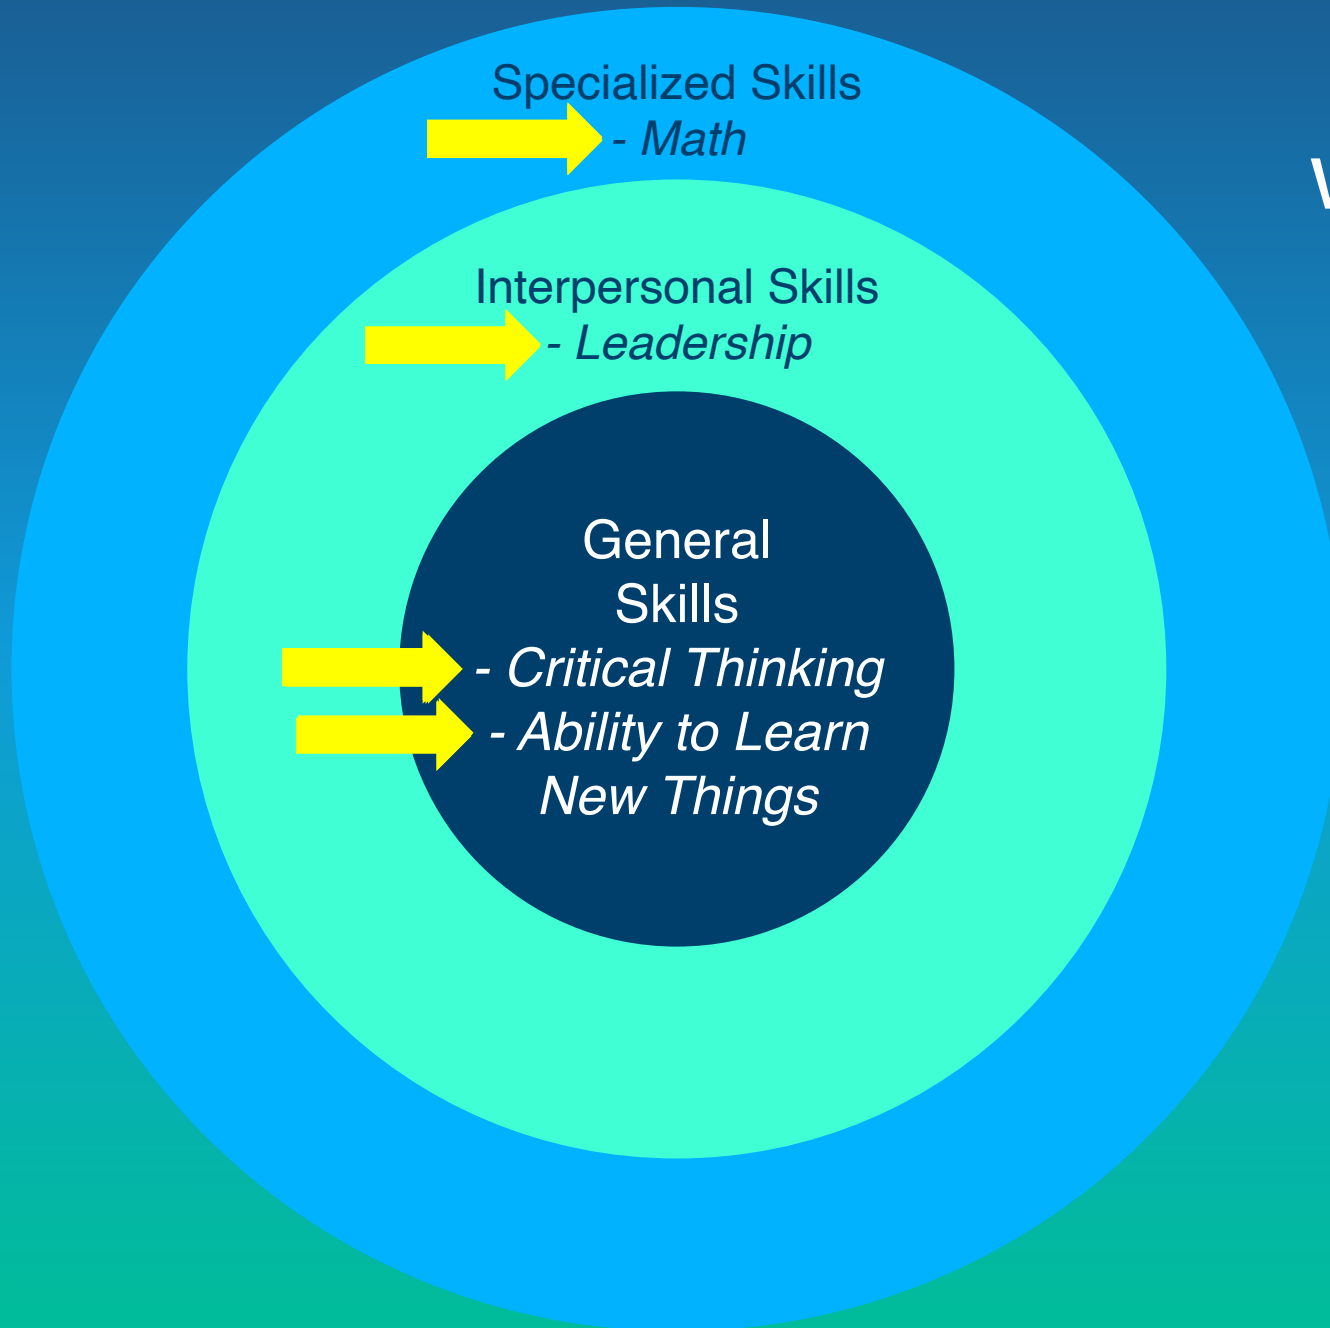 Specialized Skills
- Math
Interpersonal Skills
- Leadership
General
Skills
- Critical Thinking
- Ability to Learn
New Things